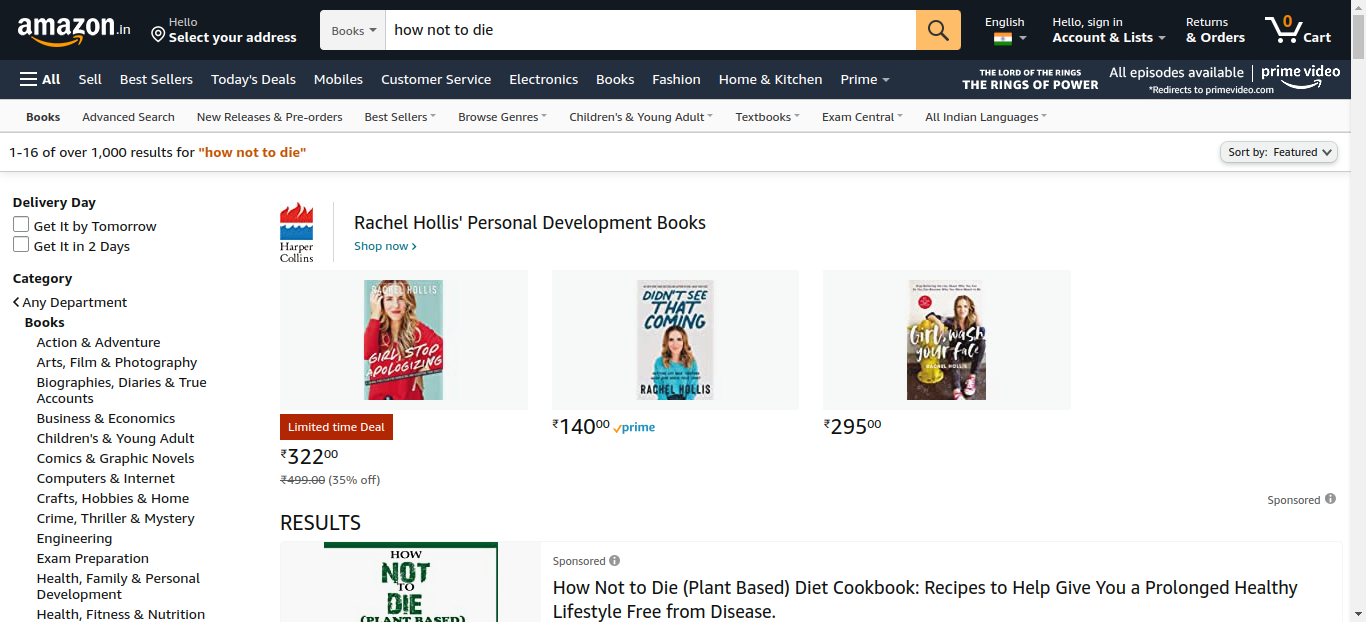 amazon.in
Hello
Select your address
Books
how not to die
English
Hello, sign in
Account & Lists
Returns
& Orders
0
Cart
All
Sell
Best Sellers
Today's Deals
Mobiles
Customer Service
Electronics
Books
Fashion
Home & Kitchen
Prime
THE LORD OF THE RINGS
THE RINGS OF POWER
All episodes available
prime video
*Redirects to primevideo.com
Books
Advanced Search
New Releases & Pre-orders
Best Sellers
Browse Genres
Children's & Young Adult
Textbooks
Exam Central
All Indian Languages
1-16 of over 1,000 results for "how not to die"
Sort by: Featured
Delivery Day
Get It by Tomorrow
Get It in 2 Days
Category
Any Department
Books
Action & Adventure
Arts, Film & Photography
Biographies, Diaries & True
Accounts
Business & Economics
Children's & Young Adult
Comics & Graphic Novels
Computers & Internet
Crafts, Hobbies & Home
Crime, Thriller & Mystery
Engineering
Exam Preparation
Health, Family & Personal
Development
Health, Fitness & Nutrition
Harper
Collins
Rachel Hollis' Personal Development Books
Shop now
RACHEL HOLLIS
GIRL, STOP
APOLOGIZING
DIDN'T SEE
THAT
COMING
RACHEL HOLLIS
Girl, wash
your face
RACHEL HOLLIS
Limited time Deal
₹32200
₹499.00 (35% off)
₹14000 prime
₹29500
Sponsored
RESULTS
HOW
NOT
TO
DIE
(PLANT BASED)
Sponsored
How Not to Die (Plant Based) Diet Cookbook: Recipes to Help Give You a Prolonged Healthy
Lifestyle Free from Disease.